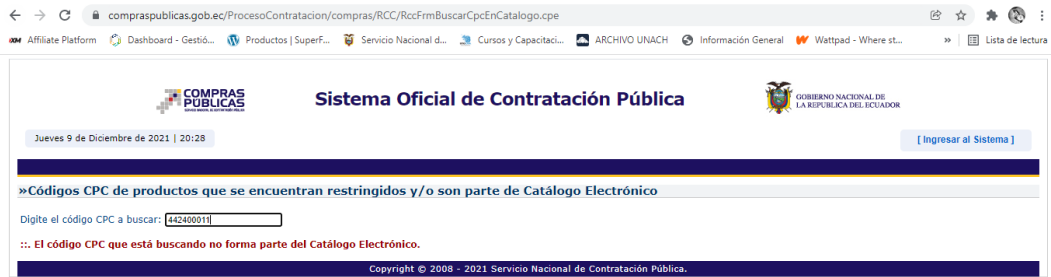 compraspublicas.gob.ec/ProcesoContratacion/compras/RCC/RccFrmBuscarCpcEnCatalogo.cpe
Affiliate Platform Dashboard - Gestió... Productos | SuperF... Servicio Nacional d... Cursos y Capacitaci... ARCHIVO UNACH Información General Wattpad - Where st... » Lista de lectura
COMPRAS
PÚBLICAS
Sistema Oficial de Contratación Pública
GOBIERNO NACIONAL DE
LA REPUBLICA DEL ECUADOR
Jueves 9 de Diciembre de 2021 | 20:28
[ Ingresar al Sistema ]
»Códigos CPC de productos que se encuentran restringidos y/o son parte de Catálogo Electrónico
Digite el código CPC a buscar: 442400011
::. El código CPC que está buscando no forma parte del Catálogo Electrónico.
Copyright © 2008 - 2021 Servicio Nacional de Contratación Pública.